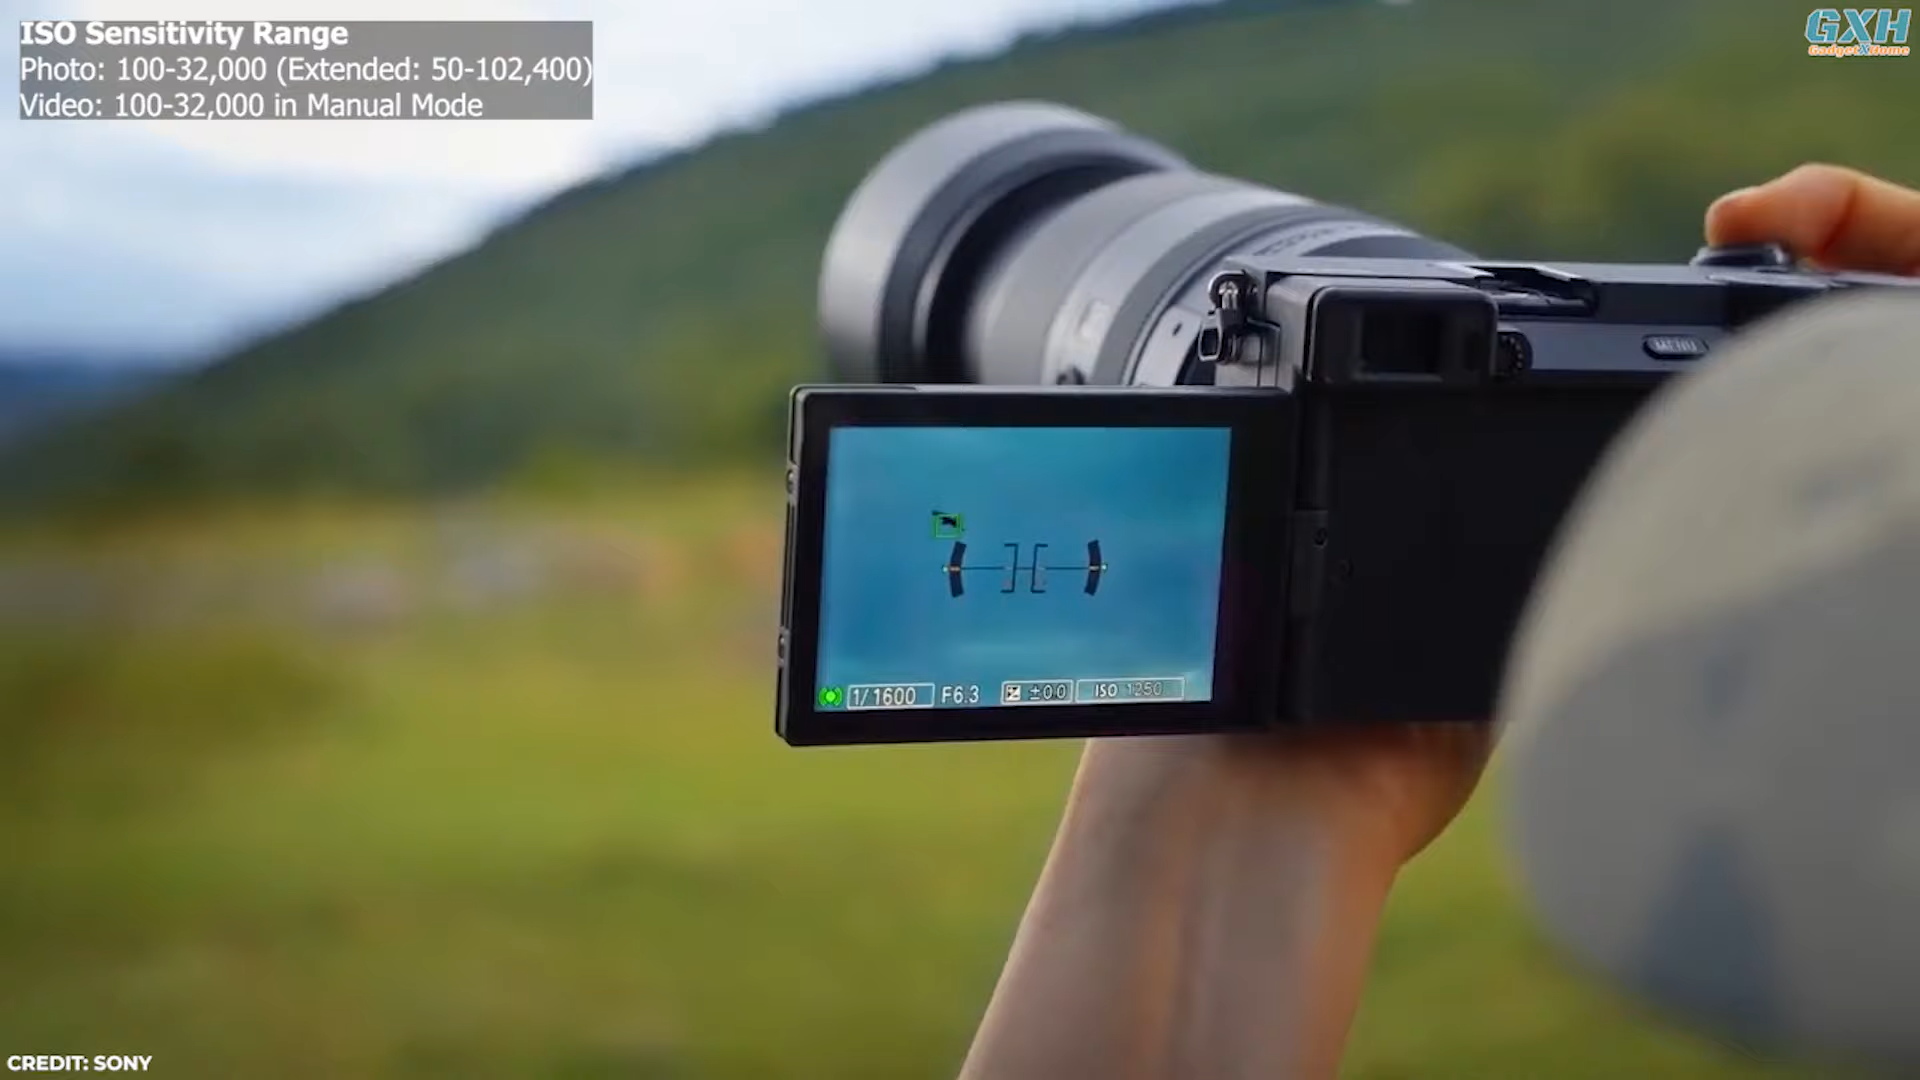 ISO Sensitivity Range
Photo: 100-32,000 (Extended: 50-102,400)
Video: 100-32,000 in Manual Mode
GXH
GadgetXHome
MENU
1/1600 F6.3 ±0.0 ISO 1250
CREDIT: SONY